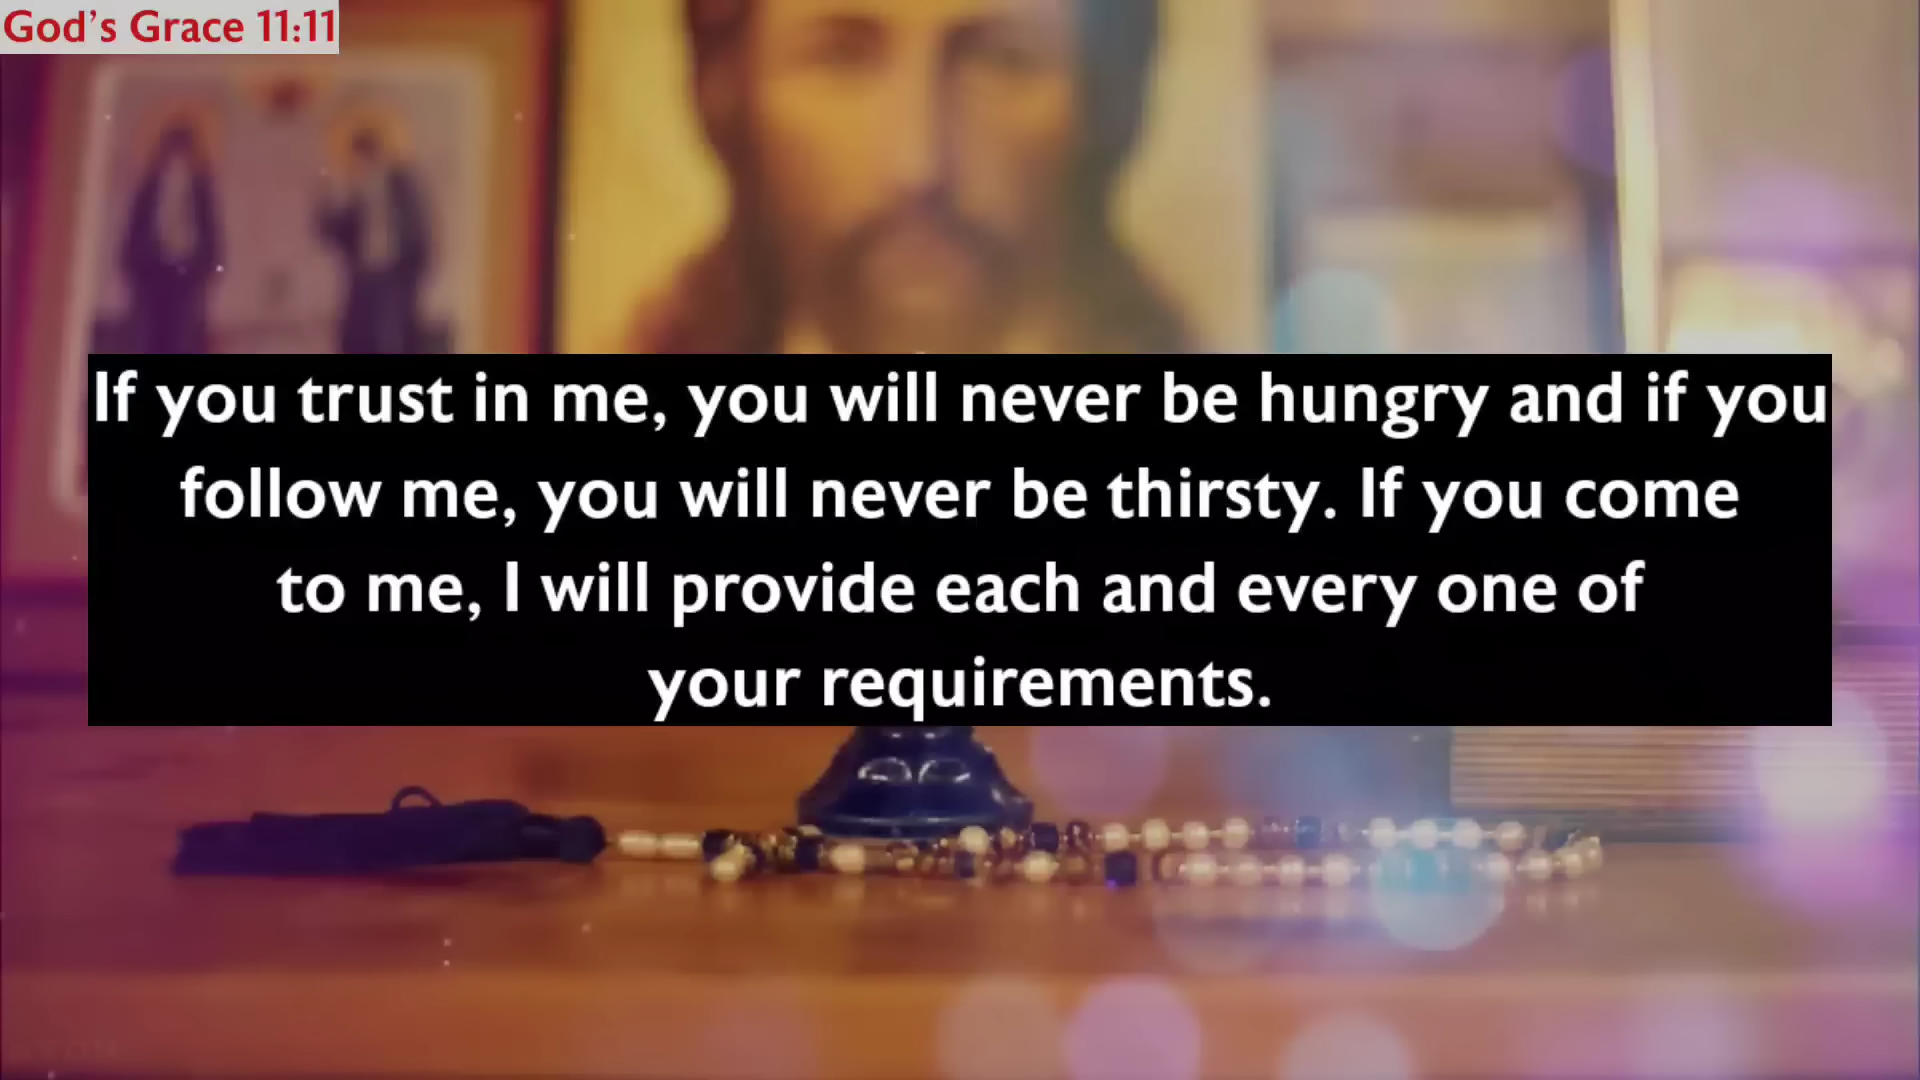 God's Grace 11:11
If you trust in me, you will never be hungry and if you
follow me, you will never be thirsty. If you come
to me, I will provide each and every one of
your requirements.